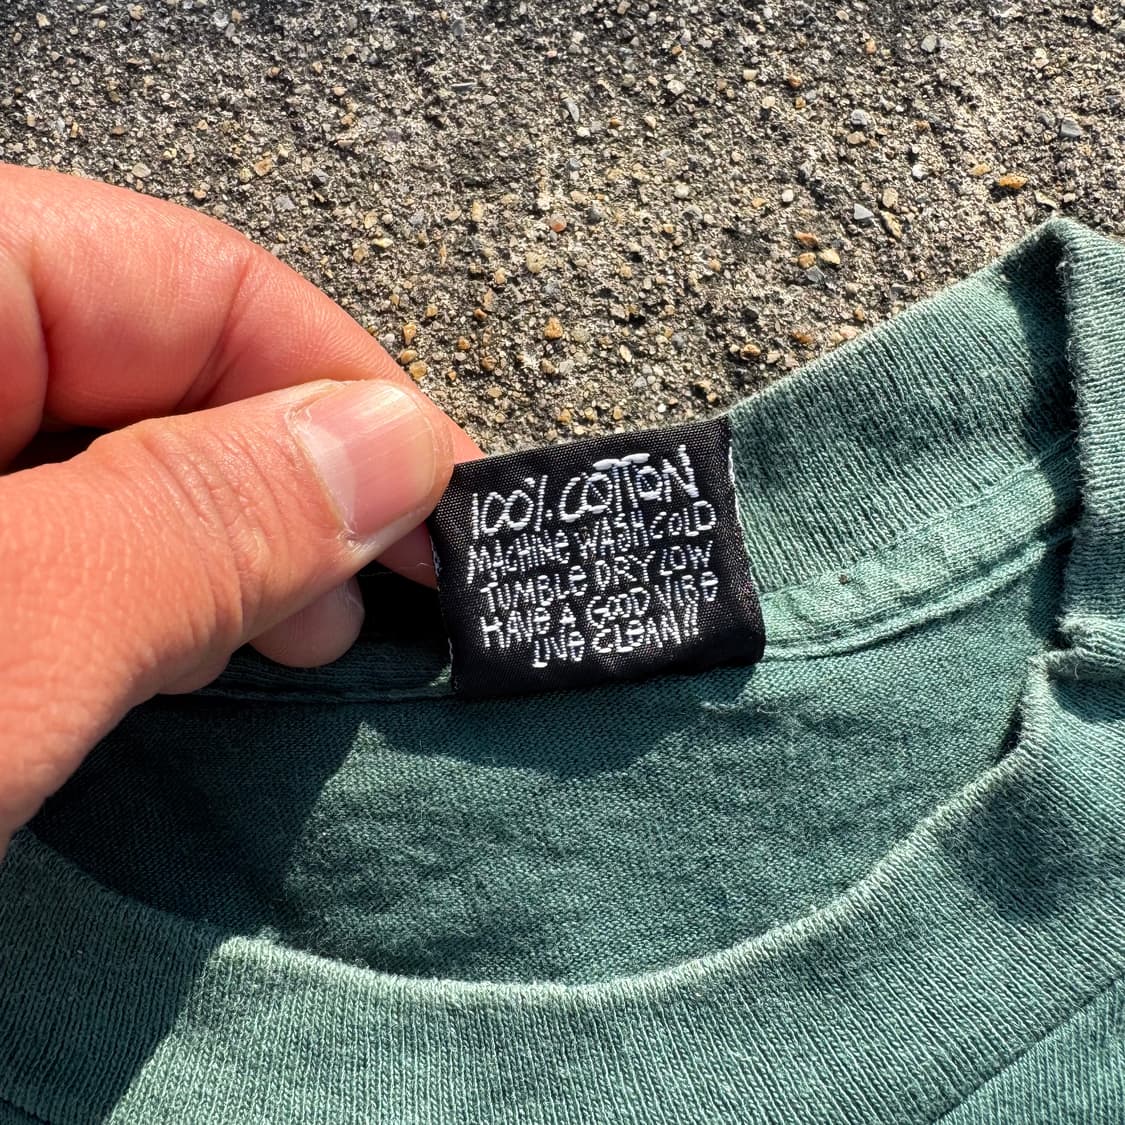 100% COTTON
MACHINE WASH COLD
TUMBLE DRY LOW
HAVE A GOOD VIBE
LIVE CLEAN!!